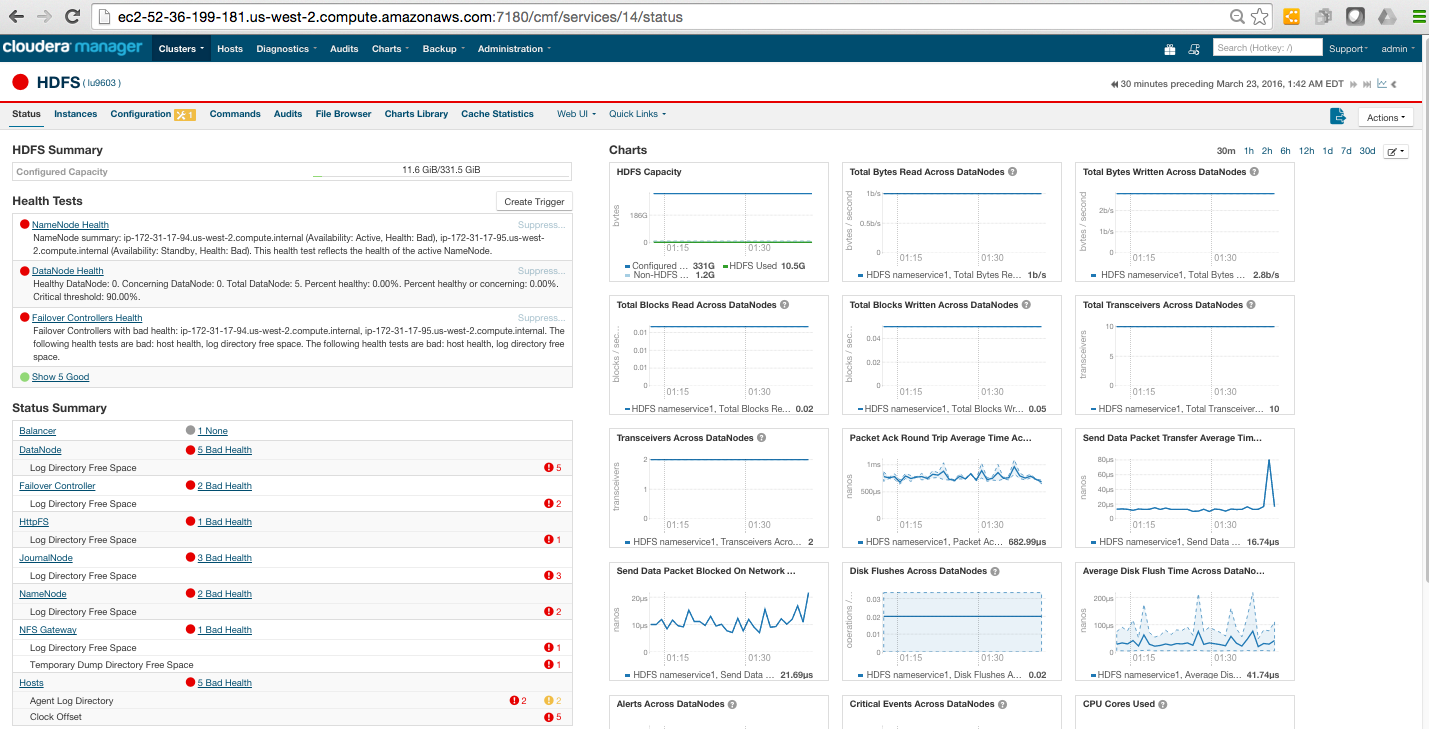 ec2-52-36-199-181.us-west-2.compute.amazonaws.com:7180/cmf/services/14/status
cloudera manager Clusters Hosts Diagnostics Audits Charts Backup Administration Search (Hotkey: /) Support admin
HDFS (lu9603) 30 minutes preceding March 23, 2016, 1:42 AM EDT
Status Instances Configuration 1 Commands Audits File Browser Charts Library Cache Statistics Web UI Quick Links Actions
HDFS Summary
Configured Capacity 11.6 GiB/331.5 GiB
Health Tests Create Trigger
NameNode Health Suppress...
NameNode summary: ip-172-31-17-94.us-west-2.compute.internal (Availability: Active, Health: Bad), ip-172-31-17-95.us-west-
2.compute.internal (Availability: Standby, Health: Bad). This health test reflects the health of the active NameNode.
DataNode Health Suppress...
Healthy DataNode: 0. Concerning DataNode: 0. Total DataNode: 5. Percent healthy: 0.00%. Percent healthy or concerning: 0.00%.
Critical threshold: 90.00%.
Failover Controllers Health Suppress...
Failover Controllers with bad health: ip-172-31-17-94.us-west-2.compute.internal, ip-172-31-17-95.us-west-2.compute.internal. The
following health tests are bad: host health, log directory free space. The following health tests are bad: host health, log directory free
space.
Show 5 Good
Status Summary
Balancer 1 None
DataNode 5 Bad Health
Log Directory Free Space 5
Failover Controller 2 Bad Health
Log Directory Free Space 2
HttpFS 1 Bad Health
Log Directory Free Space 1
JournalNode 3 Bad Health
Log Directory Free Space 3
NameNode 2 Bad Health
Log Directory Free Space 2
NFS Gateway 1 Bad Health
Log Directory Free Space 1
Temporary Dump Directory Free Space 1
Hosts 5 Bad Health
Agent Log Directory 2 2
Clock Offset 5
Charts 30m 1h 2h 6h 12h 1d 7d 30d
HDFS Capacity
bytes
186G
0
01:15 01:30
Configured ... 331G HDFS Used 10.5G
Non-HDFS ... 1.2G
Total Bytes Read Across DataNodes
bytes / second
1b/s
0.5b/s
0
01:15 01:30
HDFS nameservice1, Total Bytes Re... 1b/s
Total Bytes Written Across DataNodes
bytes / second
2b/s
1b/s
0
01:15 01:30
HDFS nameservice1, Total Bytes ... 2.8b/s
Total Blocks Read Across DataNodes
blocks / sec...
0.01
0.01
0.01
0
01:15 01:30
HDFS nameservice1, Total Blocks Re... 0.02
Total Blocks Written Across DataNodes
blocks / sec...
0.04
0.02
0
01:15 01:30
HDFS nameservice1, Total Blocks Wr... 0.05
Total Transceivers Across DataNodes
transceivers
10
5
0
01:15 01:30
HDFS nameservice1, Total Transceiver... 10
Transceivers Across DataNodes
transceivers
2
1
0
01:15 01:30
HDFS nameservice1, Transceivers Acro... 2
Packet Ack Round Trip Average Time Ac...
nanos
1ms
500µs
0
01:15 01:30
HDFS nameservice1, Packet Ac... 682.99µs
Send Data Packet Transfer Average Tim...
nanos
80µs
60µs
40µs
20µs
0
01:15 01:30
HDFS nameservice1, Send Data ... 16.74µs
Send Data Packet Blocked On Network ...
nanos
20µs
10µs
0
01:15 01:30
HDFS nameservice1, Send Data ... 21.69µs
Disk Flushes Across DataNodes
operations /...
0.03
0.02
0.01
0
01:15 01:30
HDFS nameservice1, Disk Flushes A... 0.02
Average Disk Flush Time Across DataNo...
nanos
200µs
100µs
0
01:15 01:30
HDFS nameservice1, Average Dis... 41.74µs
Alerts Across DataNodes
Critical Events Across DataNodes
CPU Cores Used